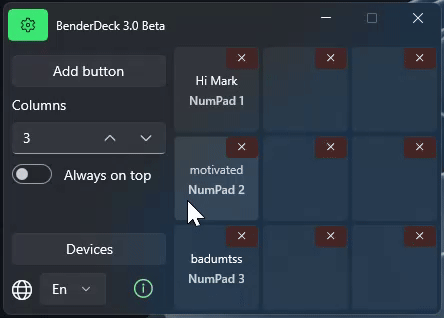 BenderDeck 3.0 Beta
Add button
Columns
3
Always on top
Devices
En
Hi Mark
NumPad 1
motivated
NumPad 2
badumtss
NumPad 3